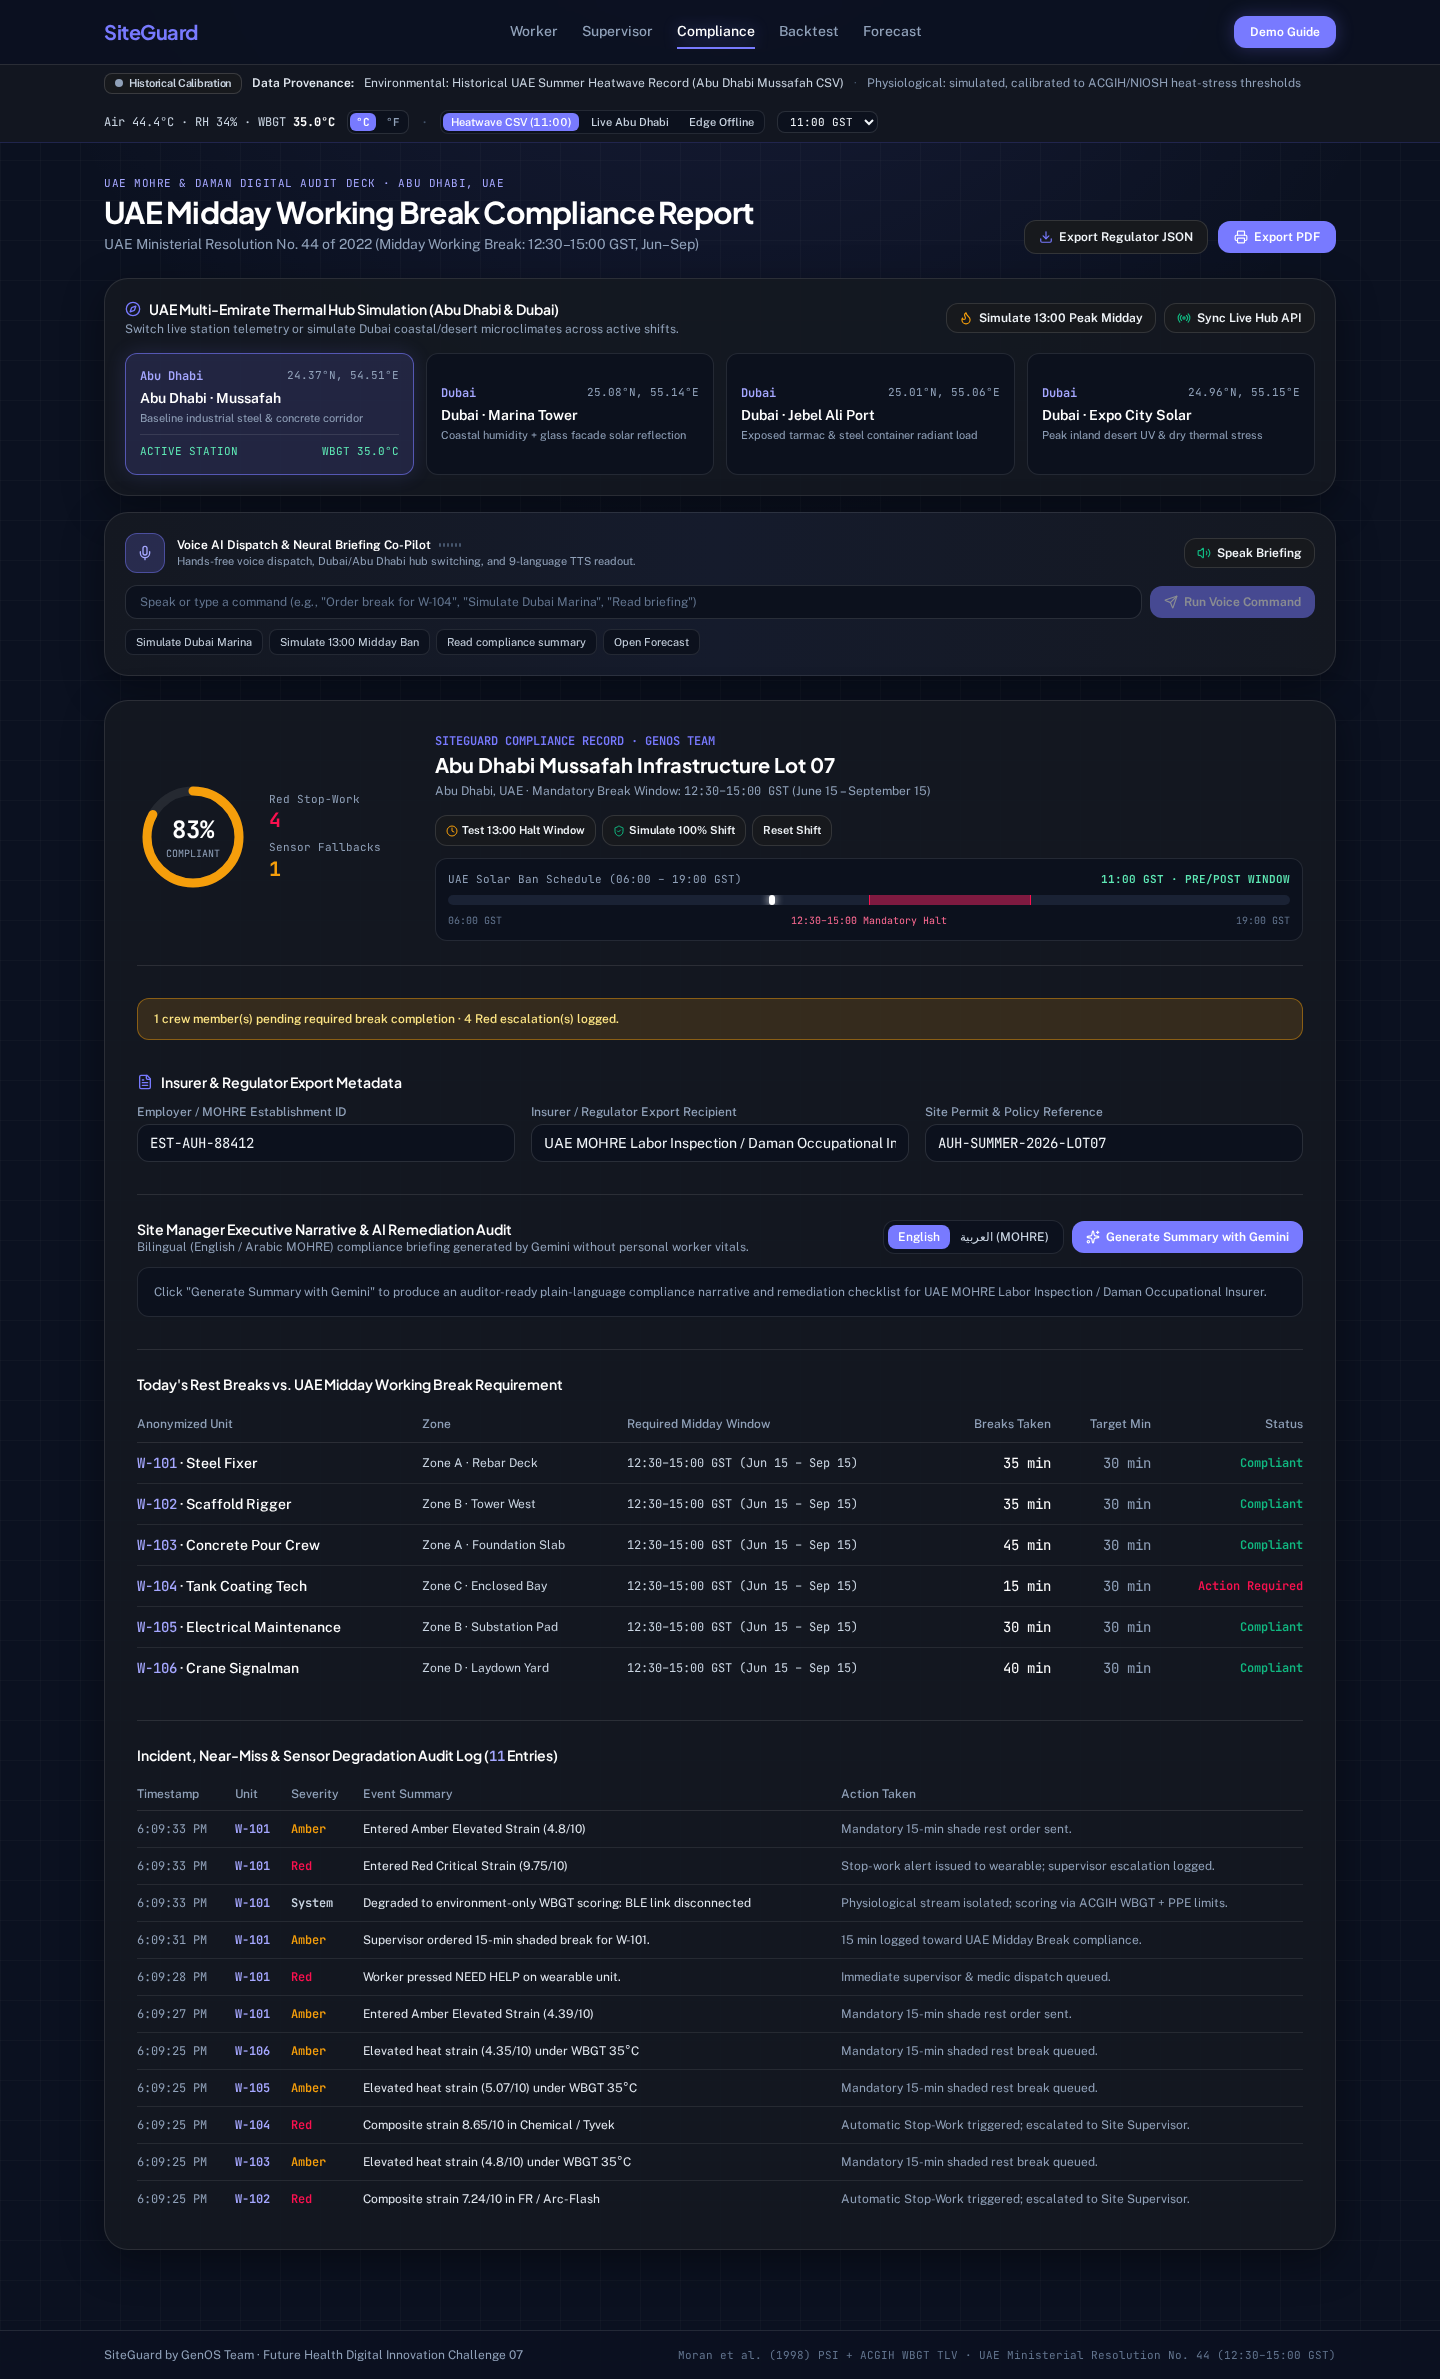 SiteGuard
Worker Supervisor Compliance Backtest Forecast
Demo Guide
Historical Calibration Data Provenance: Environmental: Historical UAE Summer Heatwave Record (Abu Dhabi Mussafah CSV) · Physiological: simulated, calibrated to ACGIH/NIOSH heat-stress thresholds
Air 44.4°C · RH 34% · WBGT 35.0°C °C °F · Heatwave CSV (11:00) Live Abu Dhabi Edge Offline 11:00 GST
UAE MOHRE & DAMAN DIGITAL AUDIT DECK · ABU DHABI, UAE
UAE Midday Working Break Compliance Report
UAE Ministerial Resolution No. 44 of 2022 (Midday Working Break: 12:30–15:00 GST, Jun–Sep)
Export Regulator JSON Export PDF
UAE Multi-Emirate Thermal Hub Simulation (Abu Dhabi & Dubai)
Switch live station telemetry or simulate Dubai coastal/desert microclimates across active shifts.
Simulate 13:00 Peak Midday Sync Live Hub API
Abu Dhabi 24.37°N, 54.51°E
Abu Dhabi · Mussafah
Baseline industrial steel & concrete corridor
ACTIVE STATION WBGT 35.0°C
Dubai 25.08°N, 55.14°E
Dubai · Marina Tower
Coastal humidity + glass facade solar reflection
Dubai 25.01°N, 55.06°E
Dubai · Jebel Ali Port
Exposed tarmac & steel container radiant load
Dubai 24.96°N, 55.15°E
Dubai · Expo City Solar
Peak inland desert UV & dry thermal stress
Voice AI Dispatch & Neural Briefing Co-Pilot
Hands-free voice dispatch, Dubai/Abu Dhabi hub switching, and 9-language TTS readout.
Speak Briefing
Speak or type a command (e.g., "Order break for W-104", "Simulate Dubai Marina", "Read briefing")
Run Voice Command
Simulate Dubai Marina Simulate 13:00 Midday Ban Read compliance summary Open Forecast
83%
COMPLIANT
Red Stop-Work
4
Sensor Fallbacks
1
SITEGUARD COMPLIANCE RECORD · GENOS TEAM
Abu Dhabi Mussafah Infrastructure Lot 07
Abu Dhabi, UAE · Mandatory Break Window: 12:30–15:00 GST (June 15 – September 15)
Test 13:00 Halt Window Simulate 100% Shift Reset Shift
UAE Solar Ban Schedule (06:00 – 19:00 GST) 11:00 GST · PRE/POST WINDOW
06:00 GST 12:30–15:00 Mandatory Halt 19:00 GST
1 crew member(s) pending required break completion · 4 Red escalation(s) logged.
Insurer & Regulator Export Metadata
Employer / MOHRE Establishment ID Insurer / Regulator Export Recipient Site Permit & Policy Reference
EST-AUH-88412 UAE MOHRE Labor Inspection / Daman Occupational In AUH-SUMMER-2026-LOT07
Site Manager Executive Narrative & AI Remediation Audit
Bilingual (English / Arabic MOHRE) compliance briefing generated by Gemini without personal worker vitals.
English العربية (MOHRE) Generate Summary with Gemini
Click "Generate Summary with Gemini" to produce an auditor-ready plain-language compliance narrative and remediation checklist for UAE MOHRE Labor Inspection / Daman Occupational Insurer.
Today's Rest Breaks vs. UAE Midday Working Break Requirement
Anonymized Unit Zone Required Midday Window Breaks Taken Target Min Status
W-101 · Steel Fixer Zone A · Rebar Deck 12:30–15:00 GST (Jun 15 – Sep 15) 35 min 30 min Compliant
W-102 · Scaffold Rigger Zone B · Tower West 12:30–15:00 GST (Jun 15 – Sep 15) 35 min 30 min Compliant
W-103 · Concrete Pour Crew Zone A · Foundation Slab 12:30–15:00 GST (Jun 15 – Sep 15) 45 min 30 min Compliant
W-104 · Tank Coating Tech Zone C · Enclosed Bay 12:30–15:00 GST (Jun 15 – Sep 15) 15 min 30 min Action Required
W-105 · Electrical Maintenance Zone B · Substation Pad 12:30–15:00 GST (Jun 15 – Sep 15) 30 min 30 min Compliant
W-106 · Crane Signalman Zone D · Laydown Yard 12:30–15:00 GST (Jun 15 – Sep 15) 40 min 30 min Compliant
Incident, Near-Miss & Sensor Degradation Audit Log (11 Entries)
Timestamp Unit Severity Event Summary Action Taken
6:09:33 PM W-101 Amber Entered Amber Elevated Strain (4.8/10) Mandatory 15-min shade rest order sent.
6:09:33 PM W-101 Red Entered Red Critical Strain (9.75/10) Stop-work alert issued to wearable; supervisor escalation logged.
6:09:33 PM W-101 System Degraded to environment-only WBGT scoring: BLE link disconnected Physiological stream isolated; scoring via ACGIH WBGT + PPE limits.
6:09:31 PM W-101 Amber Supervisor ordered 15-min shaded break for W-101. 15 min logged toward UAE Midday Break compliance.
6:09:28 PM W-101 Red Worker pressed NEED HELP on wearable unit. Immediate supervisor & medic dispatch queued.
6:09:27 PM W-101 Amber Entered Amber Elevated Strain (4.39/10) Mandatory 15-min shade rest order sent.
6:09:25 PM W-106 Amber Elevated heat strain (4.35/10) under WBGT 35°C Mandatory 15-min shaded rest break queued.
6:09:25 PM W-105 Amber Elevated heat strain (5.07/10) under WBGT 35°C Mandatory 15-min shaded rest break queued.
6:09:25 PM W-104 Red Composite strain 8.65/10 in Chemical / Tyvek Automatic Stop-Work triggered; escalated to Site Supervisor.
6:09:25 PM W-103 Amber Elevated heat strain (4.8/10) under WBGT 35°C Mandatory 15-min shaded rest break queued.
6:09:25 PM W-102 Red Composite strain 7.24/10 in FR / Arc-Flash Automatic Stop-Work triggered; escalated to Site Supervisor.
SiteGuard by GenOS Team · Future Health Digital Innovation Challenge 07
Moran et al. (1998) PSI + ACGIH WBGT TLV · UAE Ministerial Resolution No. 44 (12:30–15:00 GST)